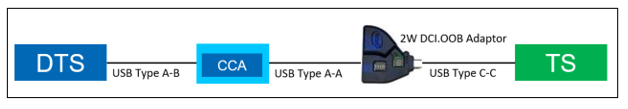 2W DCI.OOB Adaptor
DTS
CCA
TS
USB Type A-B
USB Type A-A
USB Type C-C